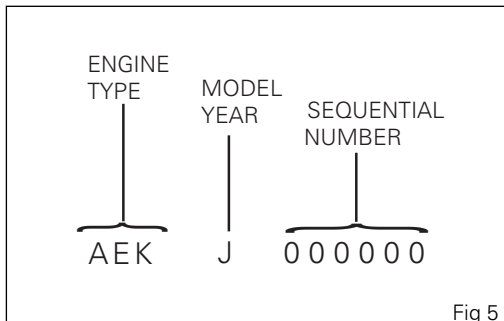 ENGINE
TYPE
MODEL
YEAR
SEQUENTIAL
NUMBER
AEK J 000000
Fig 5